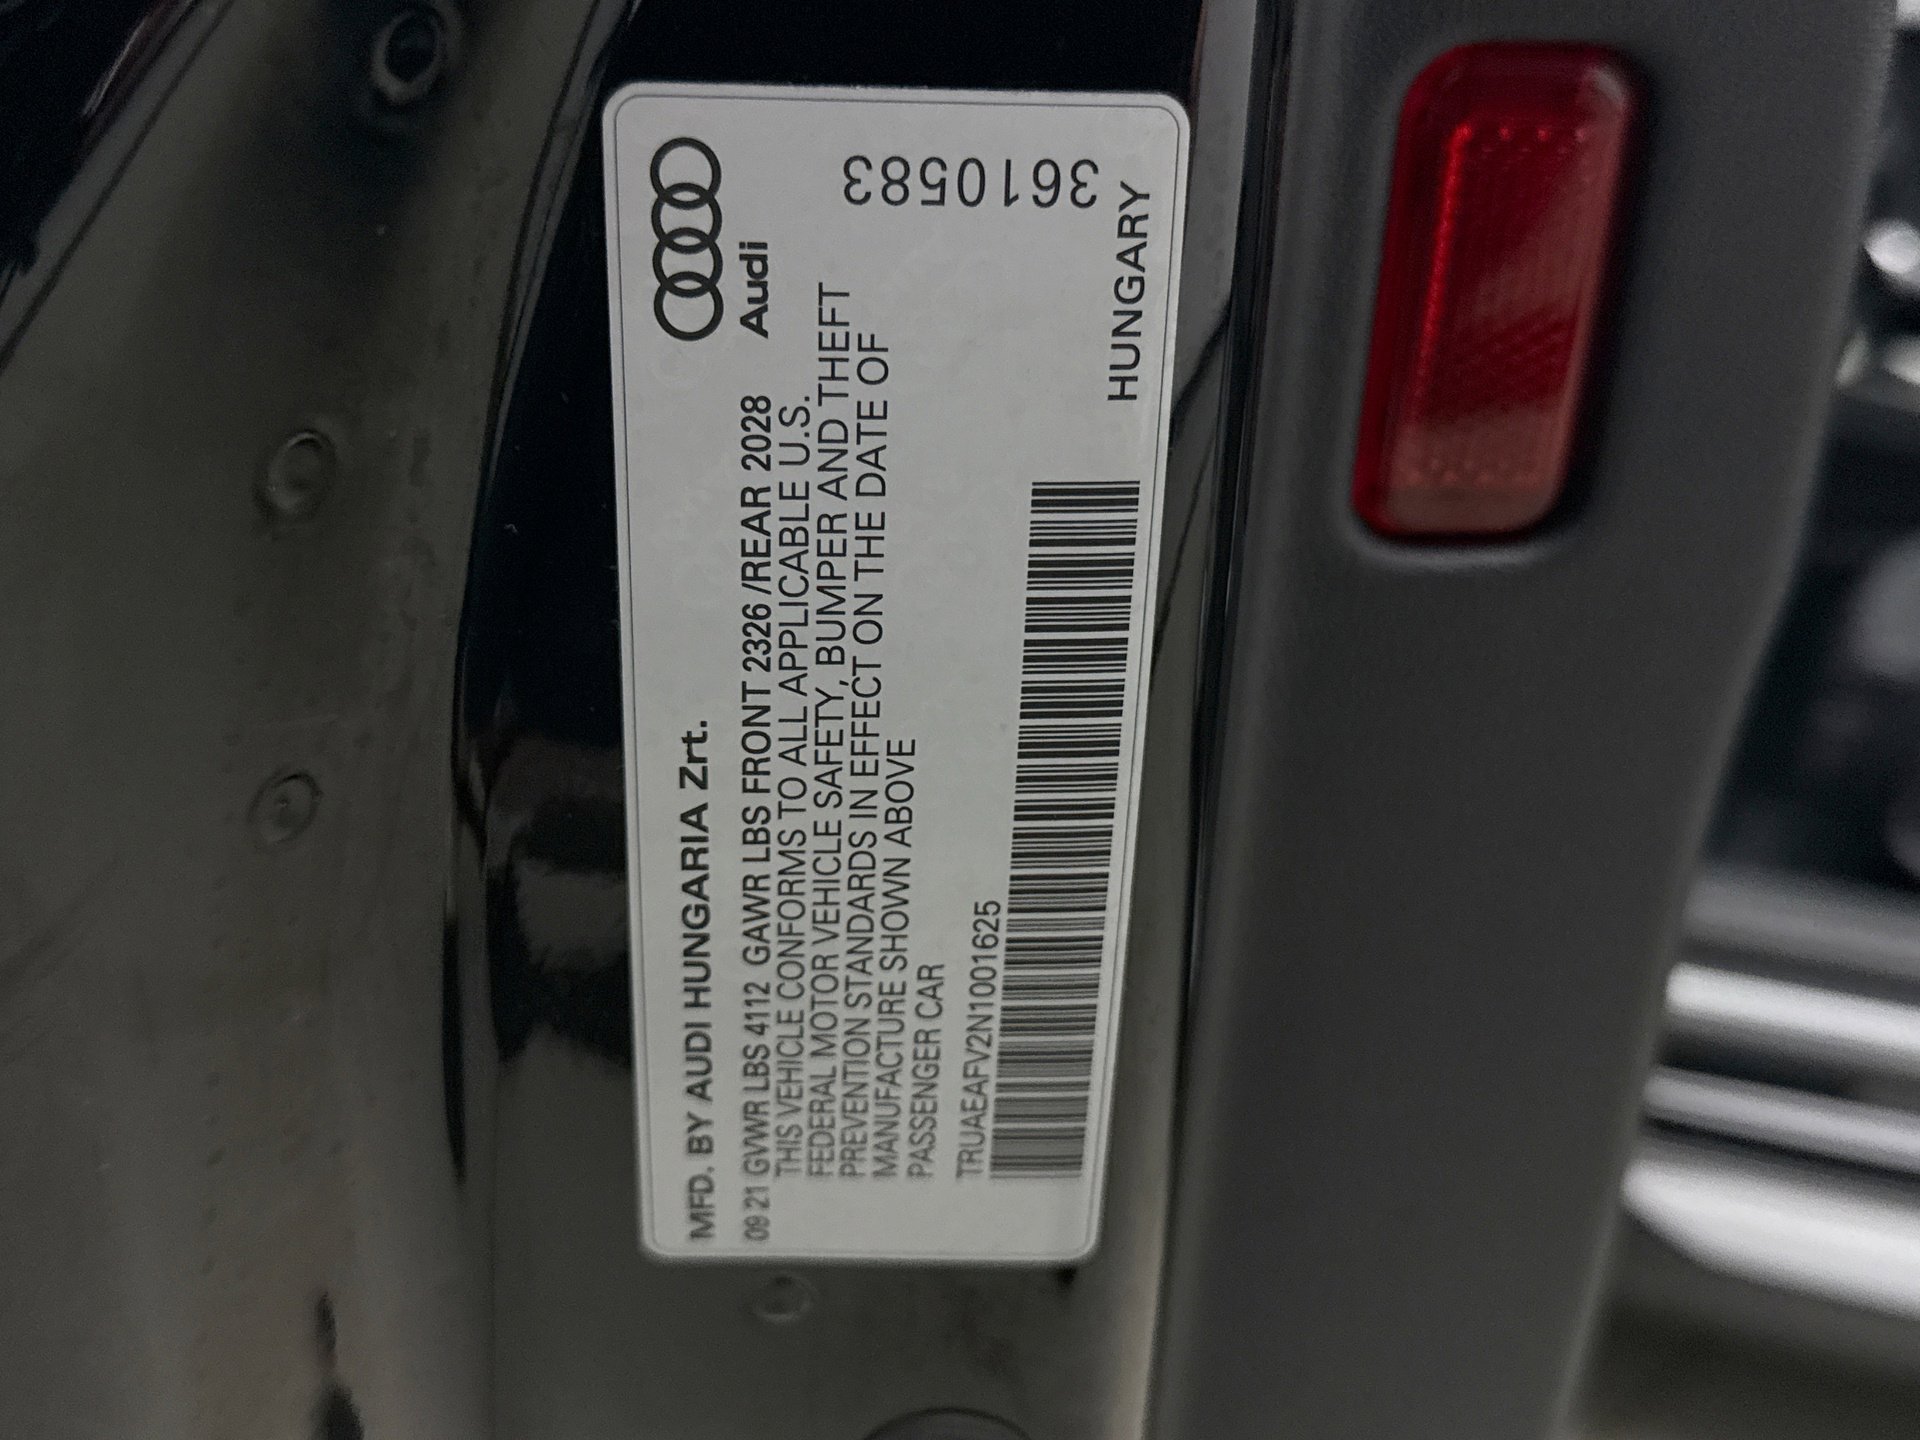 MFD. BY AUDI HUNGARIA Zrt.
Audi
09 21 GVWR LBS 4112 GAWR LBS FRONT 2326 /REAR 2028
THIS VEHICLE CONFORMS TO ALL APPLICABLE U.S.
FEDERAL MOTOR VEHICLE SAFETY, BUMPER AND THEFT
PREVENTION STANDARDS IN EFFECT ON THE DATE OF
MANUFACTURE SHOWN ABOVE
PASSENGER CAR
TRUAEAFV2N1001625
3610583
HUNGARY